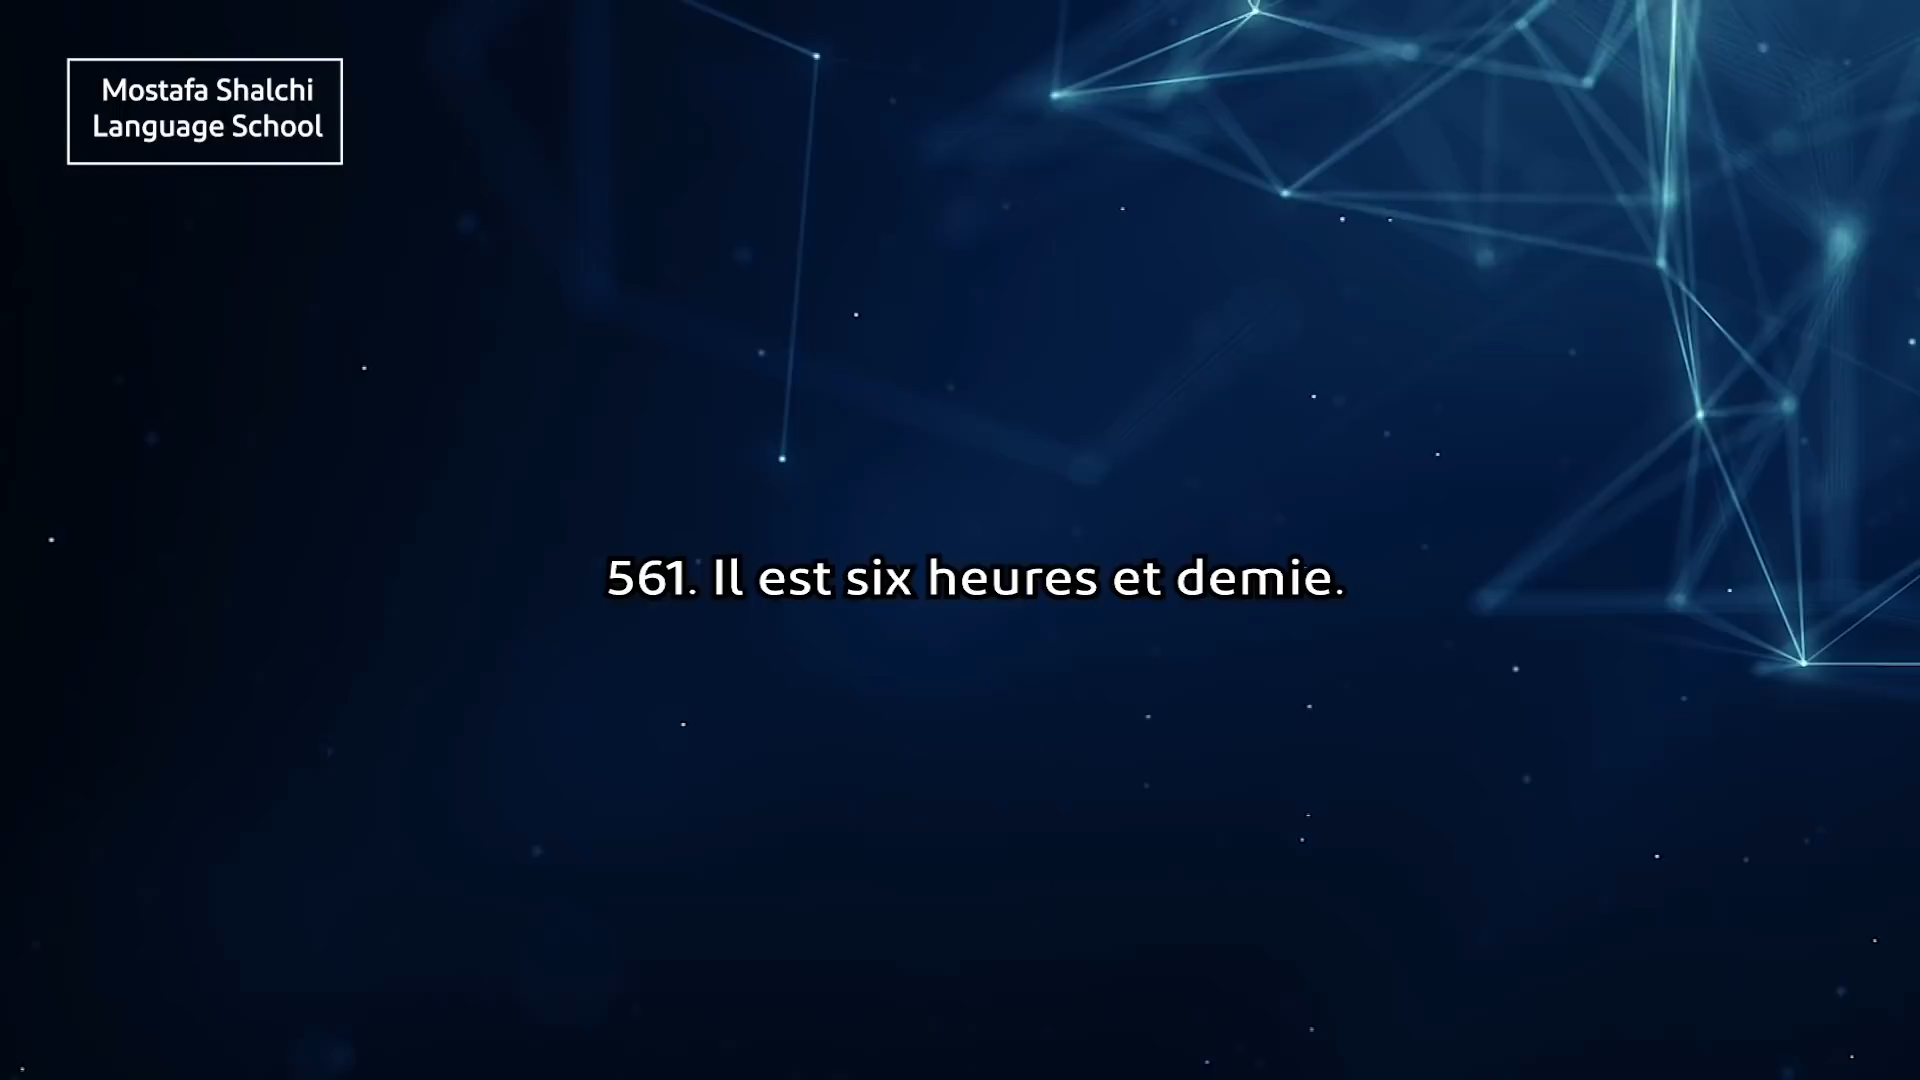 Mostafa Shalchi
Language School
561. Il est six heures et demie.